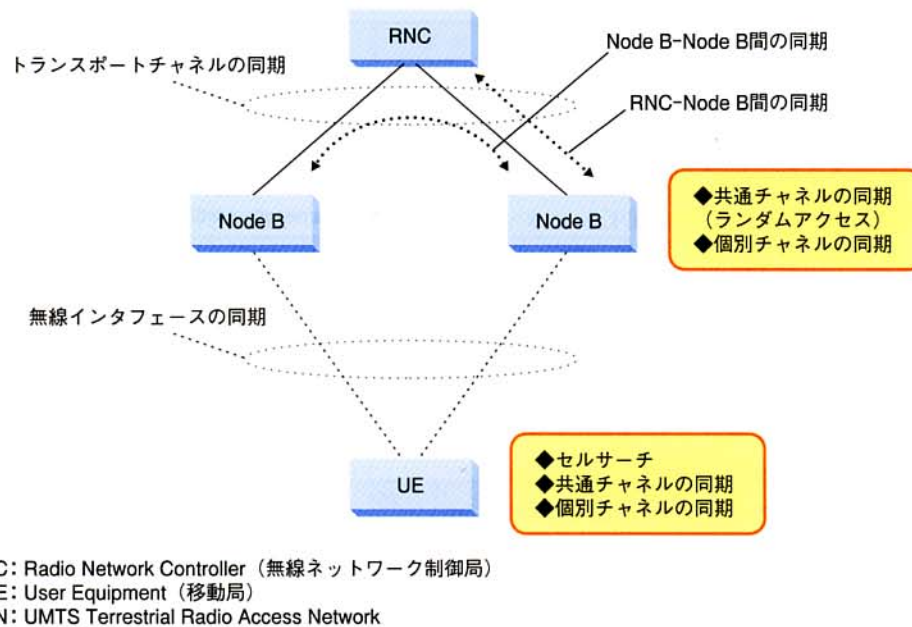 RNC
Node B-Node B間の同期
トランスポートチャネルの同期
RNC-Node B間の同期
Node B
Node B
◆共通チャネルの同期
（ランダムアクセス）
◆個別チャネルの同期
無線インタフェースの同期
UE
◆セルサーチ
◆共通チャネルの同期
◆個別チャネルの同期
C：Radio Network Controller（無線ネットワーク制御局）
E：User Equipment（移動局）
N：UMTS Terrestrial Radio Access Network